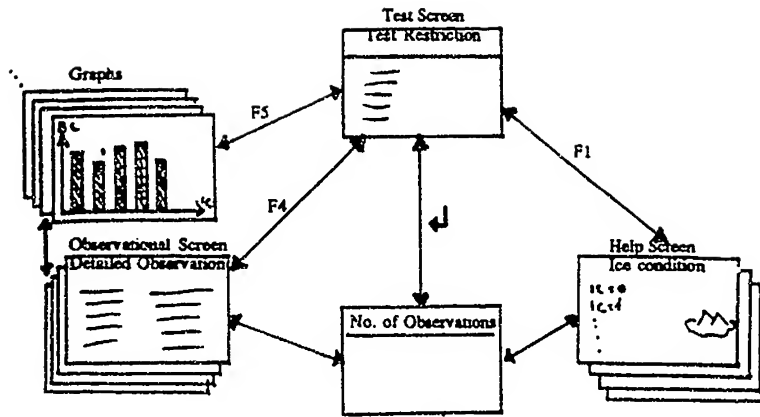 Test Screen
Test Restriction
Graphs
F5
F1
F4
Observational Screen
Detailed Observation
Help Screen
Ice condition
No. of Observations